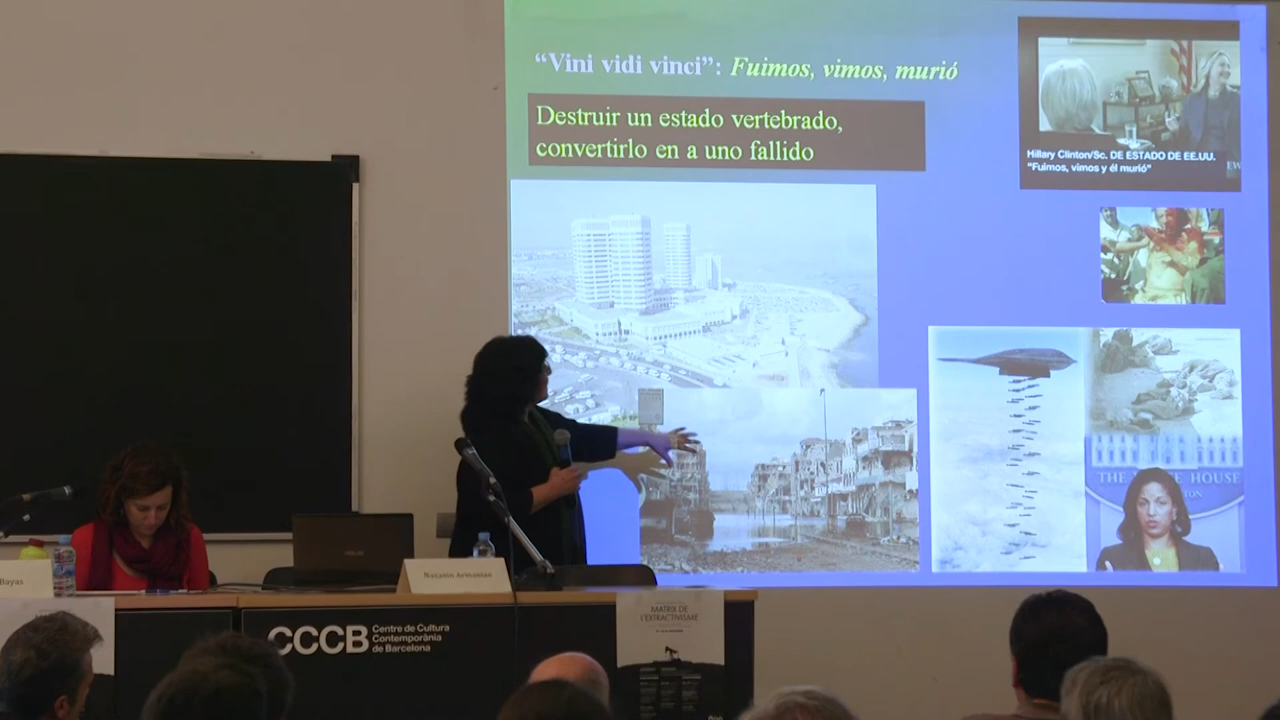 “Vini vidi vinci”: Fuimos, vimos, murió
Destruir un estado vertebrado,
convertirlo en a uno fallido
Hillary Clinton/Sc. DE ESTADO DE EE.UU.
“Fuimos, vimos y él murió”
THE WHITE HOUSE
Bayas
Nazanín Armanian
CCCB
Centre de Cultura
Contemporània
de Barcelona
MATRIX DE
L'EXTRACTIVISME